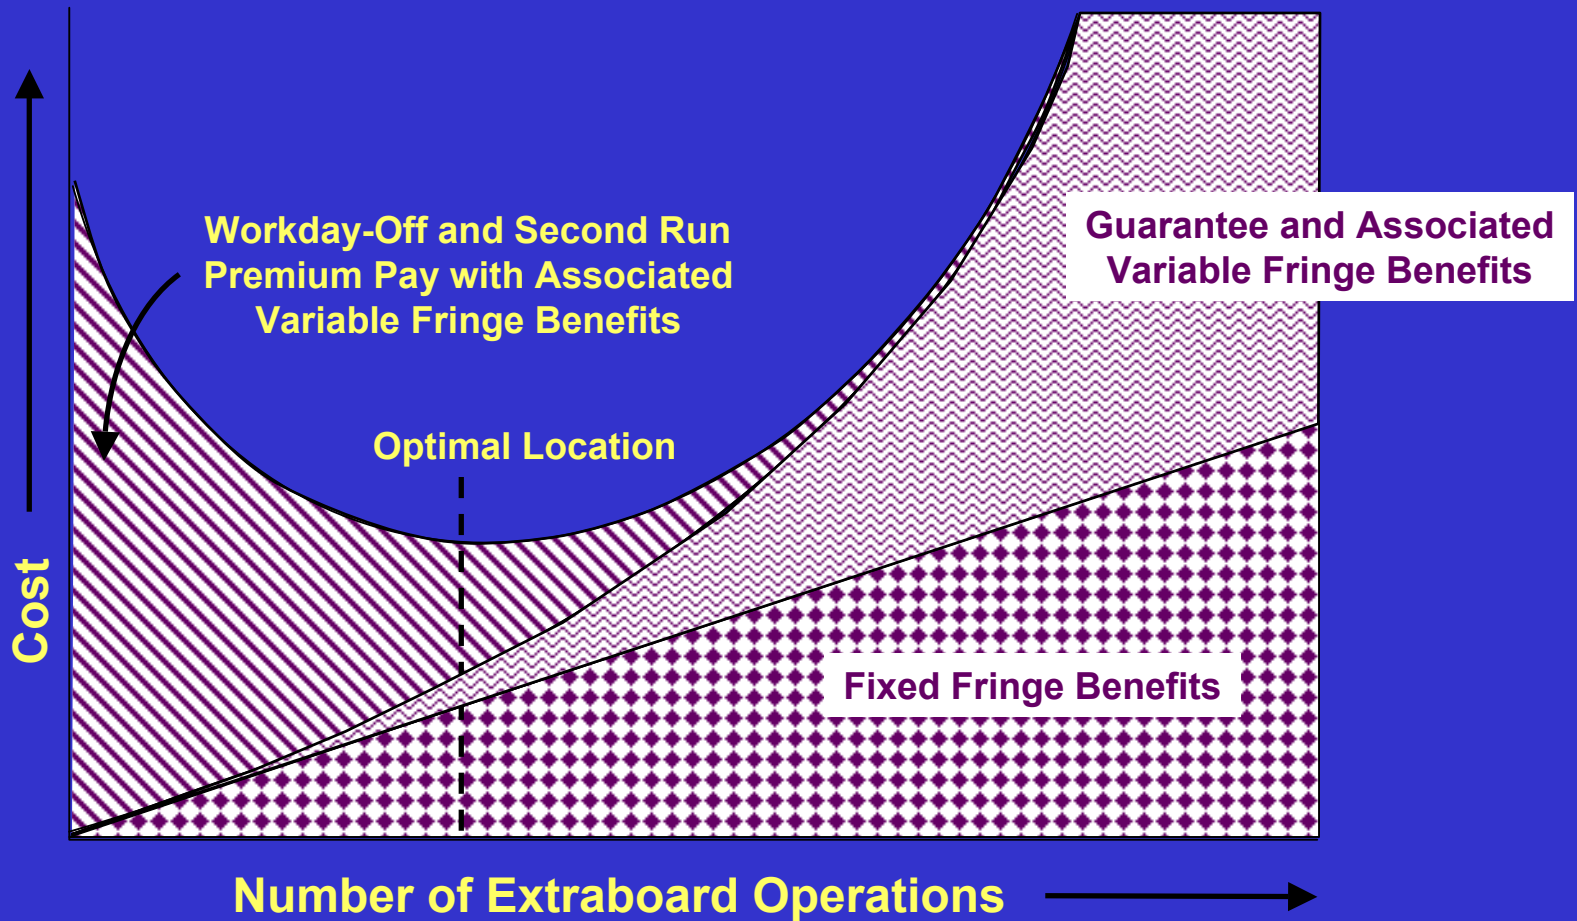 Workday-Off and Second Run
Premium Pay with Associated
Variable Fringe Benefits
Guarantee and Associated
Variable Fringe Benefits
Optimal Location
Cost
Fixed Fringe Benefits
Number of Extraboard Operations